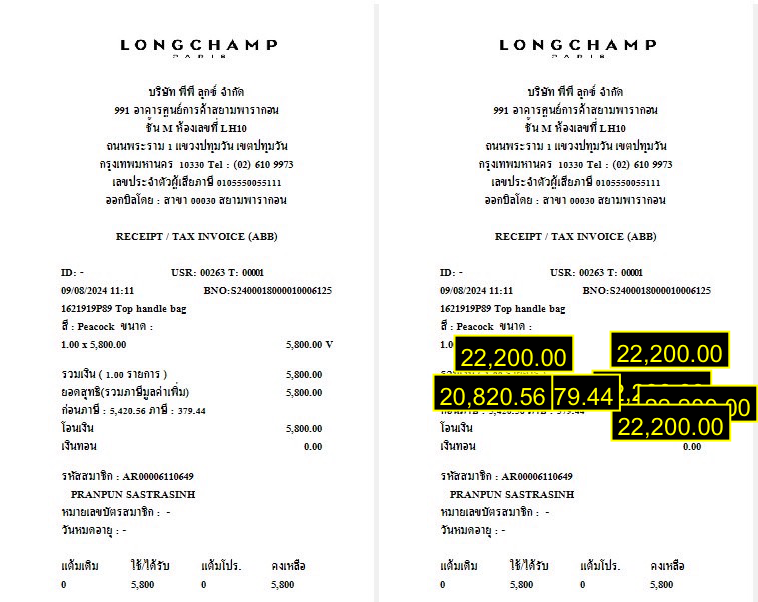 LONGCHAMP
PARIS
บริษัท พีพี ลูกซ์ จำกัด
991 อาคารศูนย์การค้าสยามพารากอน
ชั้น M ห้องเลขที่ LH10
ถนนพระราม 1 แขวงปทุมวัน เขตปทุมวัน
กรุงเทพมหานคร 10330 Tel : (02) 610 9973
เลขประจำตัวผู้เสียภาษี 0105550055111
ออกบิลโดย : สาขา 00030 สยามพารากอน
RECEIPT / TAX INVOICE (ABB)
ID: - USR: 00263 T: 00001
09/08/2024 11:11 BNO:S2400018000010006125
1621919P89 Top handle bag
สี : Peacock ขนาด :
1.00 x 5,800.00 5,800.00 V
รวมเงิน ( 1.00 รายการ ) 5,800.00
ยอดสุทธิ(รวมภาษีมูลค่าเพิ่ม) 5,800.00
ก่อนภาษี : 5,420.56 ภาษี : 379.44
โอนเงิน 5,800.00
เงินทอน 0.00
รหัสสมาชิก : AR00006110649
PRANPUN SASTRASINH
หมายเลขบัตรสมาชิก : -
วันหมดอายุ : -
แต้มเดิม ใช้/ได้รับ แต้มโปร. คงเหลือ
0 5,800 0 5,800
LONGCHAMP
PARIS
บริษัท พีพี ลูกซ์ จำกัด
991 อาคารศูนย์การค้าสยามพารากอน
ชั้น M ห้องเลขที่ LH10
ถนนพระราม 1 แขวงปทุมวัน เขตปทุมวัน
กรุงเทพมหานคร 10330 Tel : (02) 610 9973
เลขประจำตัวผู้เสียภาษี 0105550055111
ออกบิลโดย : สาขา 00030 สยามพารากอน
RECEIPT / TAX INVOICE (ABB)
ID: - USR: 00263 T: 00001
09/08/2024 11:11 BNO:S2400018000010006125
1621919P89 Top handle bag
สี : Peacock ขนาด :
22,200.00 22,200.00
20,820.56 79.44
โอนเงิน 22,200.00
เงินทอน 0.00
รหัสสมาชิก : AR00006110649
PRANPUN SASTRASINH
หมายเลขบัตรสมาชิก : -
วันหมดอายุ : -
แต้มเดิม ใช้/ได้รับ แต้มโปร. คงเหลือ
0 5,800 0 5,800